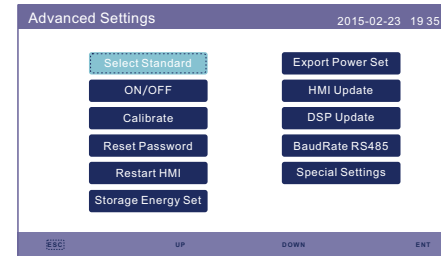 Advanced Settings 2015-02-23 19 35
Select Standard Export Power Set
ON/OFF HMI Update
Calibrate DSP Update
Reset Password BaudRate RS485
Restart HMI Special Settings
Storage Energy Set
ESC UP DOWN ENT